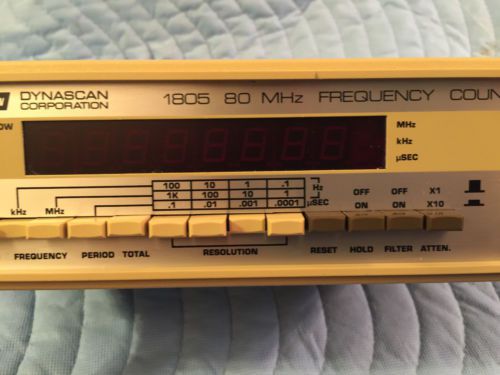 DYNASCAN
CORPORATION
1805 80 MHz FREQUENCY COUN
OW
MHz
kHz
µSEC
100 10 1 .1 Hz
1K 100 10 1
.1 .01 .001 .0001 µSEC
kHz MHz
OFF OFF X1
ON ON X10
FREQUENCY PERIOD TOTAL RESOLUTION RESET HOLD FILTER ATTEN.